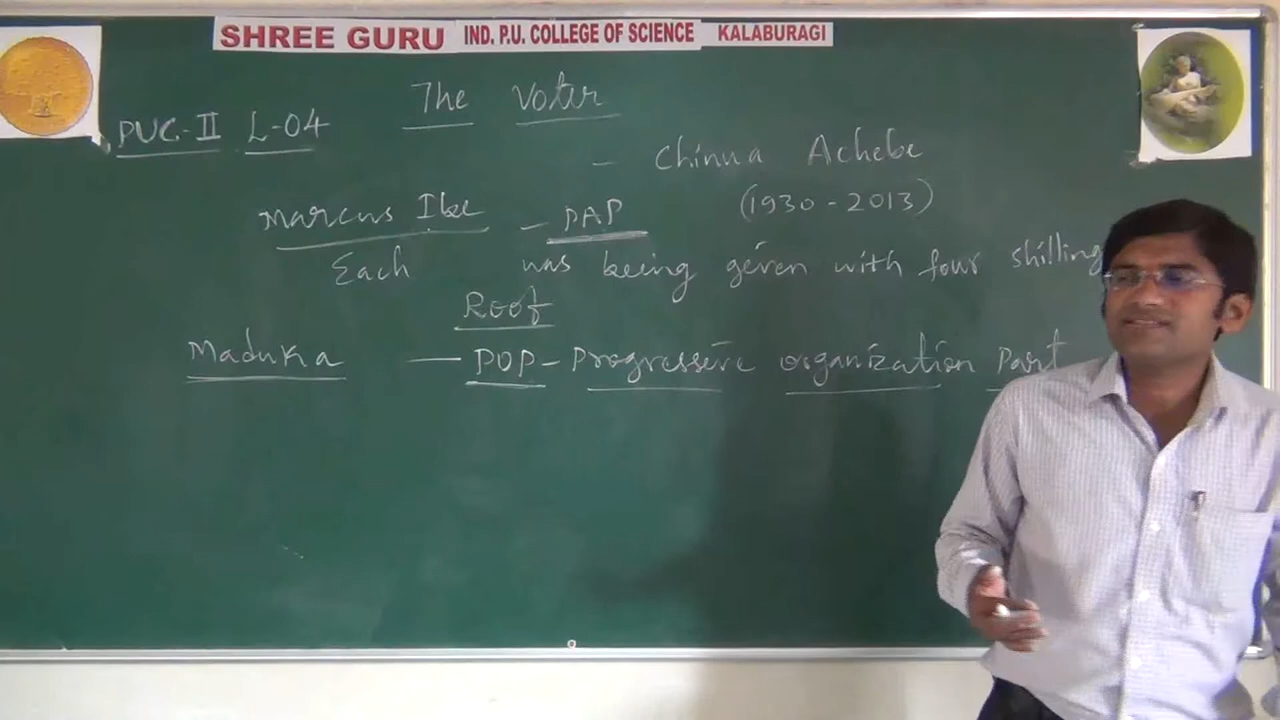 SHREE GURU IND. P.U. COLLEGE OF SCIENCE KALABURAGI
The Voter
PUC-II L-04
- Chinua Achebe
(1930-2013)
Marcus Ibe - PAP
Each was being given with four shilling
Roof
Maduka — POP - Progressive organization Part